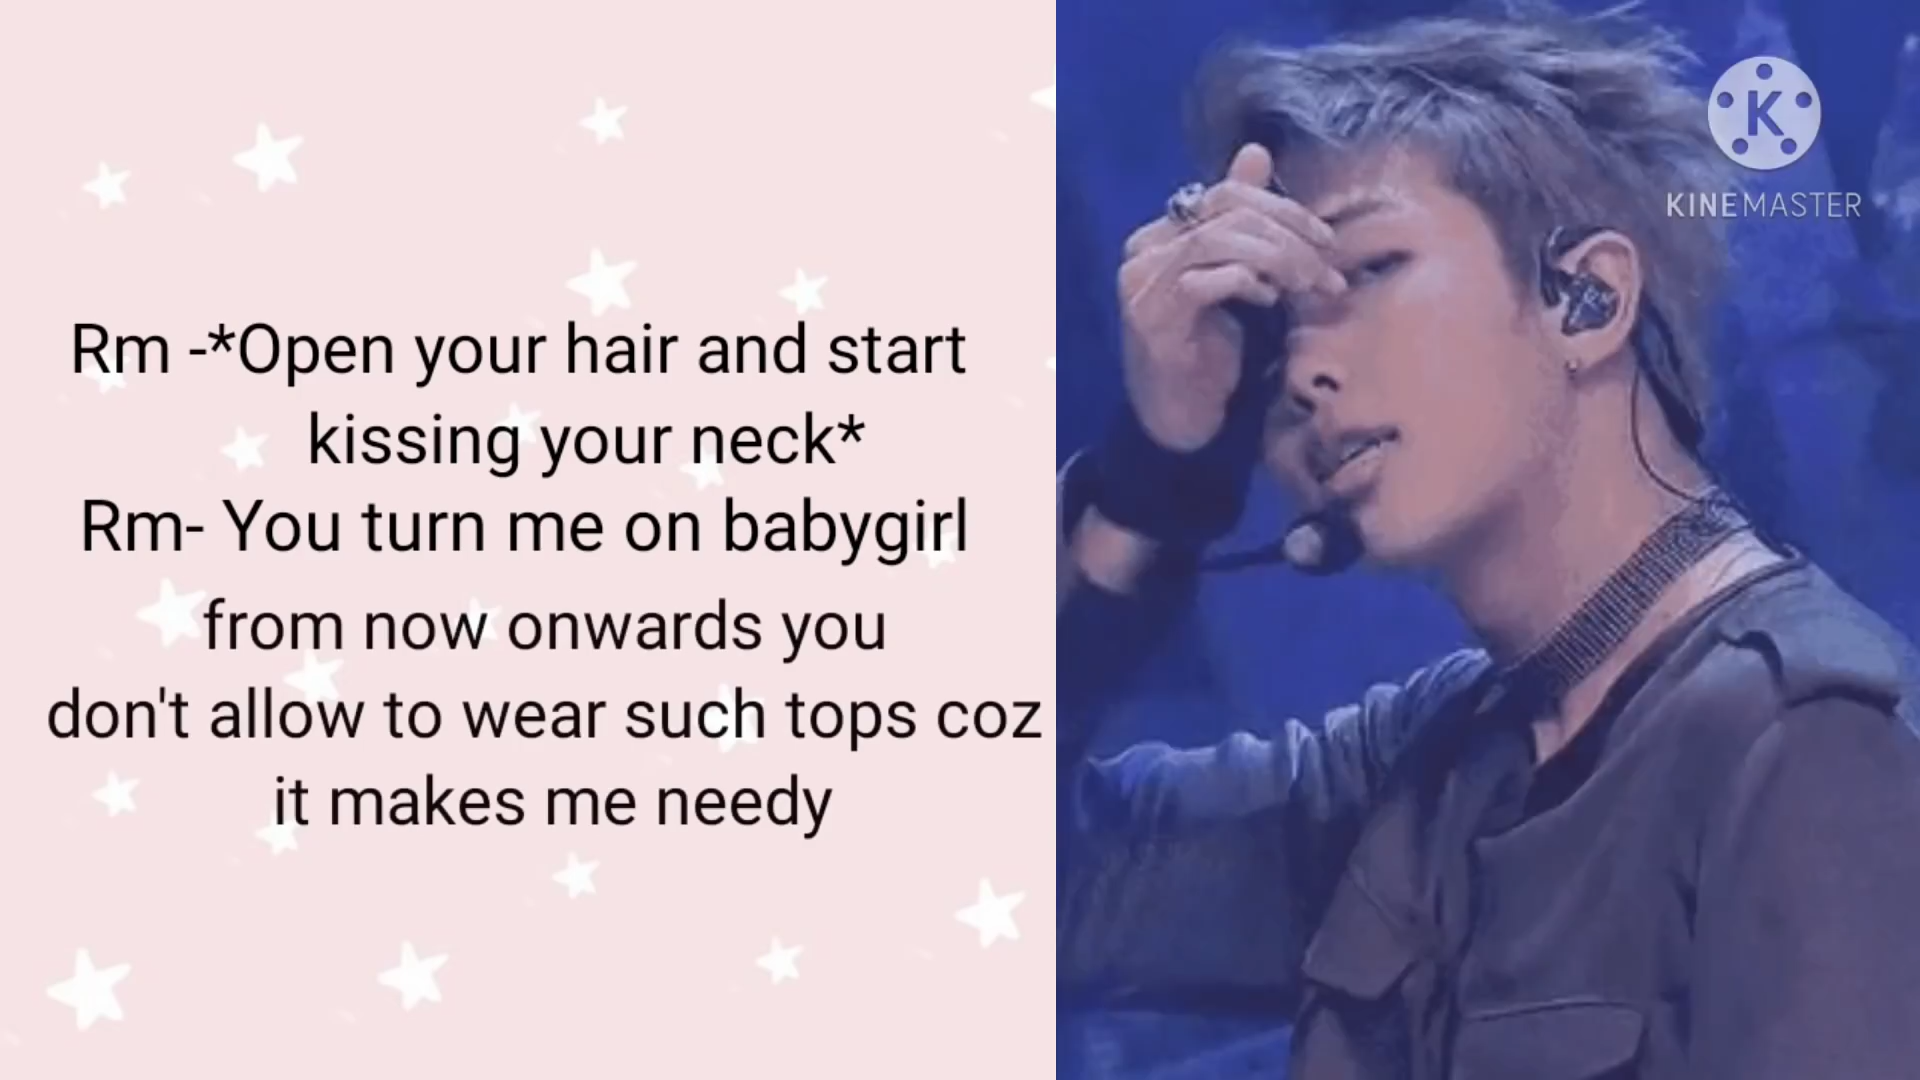 Rm -*Open your hair and start
kissing your neck*
Rm- You turn me on babygirl
from now onwards you
don't allow to wear such tops coz
it makes me needy
K
KINEMASTER